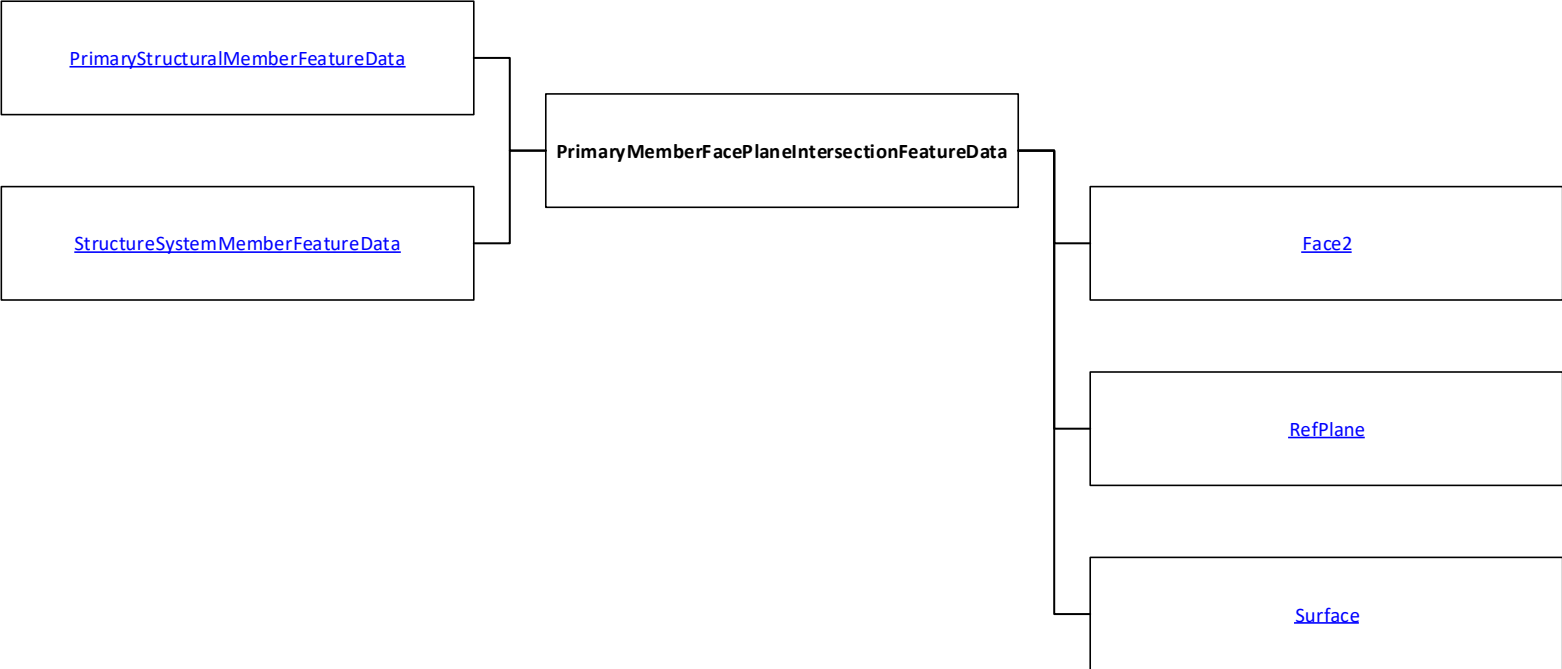 PrimaryStructuralMemberFeatureData
PrimaryMemberFacePlaneIntersectionFeatureData
StructureSystemMemberFeatureData
Face2
RefPlane
Surface